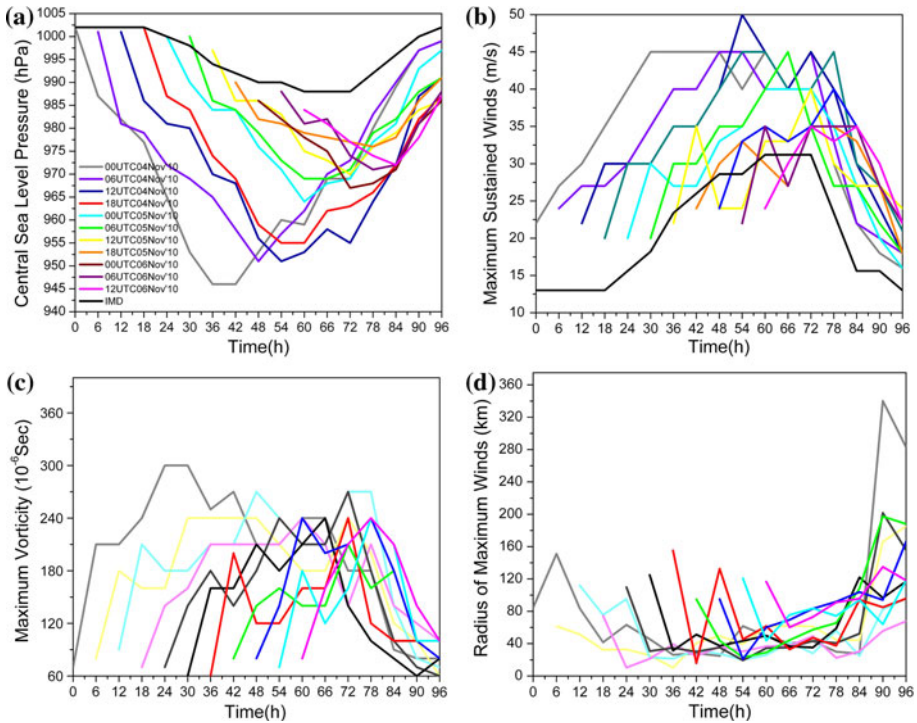 (a)
Central Sea Level Pressure (hPa)
1005
1000
995
990
985
980
975
970
965
960
955
950
945
940
00UTC04Nov'10
06UTC04Nov'10
12UTC04Nov'10
18UTC04Nov'10
00UTC05Nov'10
06UTC05Nov'10
12UTC05Nov'10
18UTC05Nov'10
00UTC06Nov'10
06UTC06Nov'10
12UTC06Nov'10
IMD
0 6 12 18 24 30 36 42 48 54 60 66 72 78 84 90 96
Time(h)
(b)
Maximum Sustained Winds (m/s)
50
45
40
35
30
25
20
15
10
0 6 12 18 24 30 36 42 48 54 60 66 72 78 84 90 96
Time(h)
(c)
Maximum Vorticity (10⁻⁶Sec)
360
300
240
180
120
60
0 6 12 18 24 30 36 42 48 54 60 66 72 78 84 90 96
Time(h)
(d)
Radius of Maximum Winds (km)
360
320
280
240
200
160
120
80
40
0
0 6 12 18 24 30 36 42 48 54 60 66 72 78 84 90 96
Time(h)